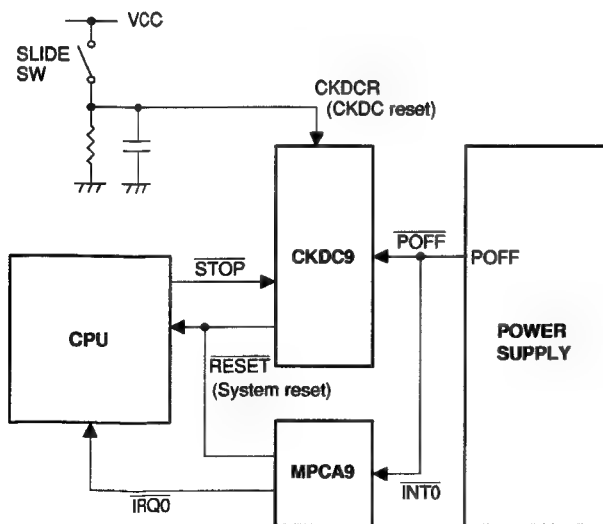 VCC
SLIDE
SW
CKDCR
(CKDC reset)
POFF
POFF
STOP
CKDC9
CPU
POWER
SUPPLY
RESET
(System reset)
MPCA9
INT0
IRQ0